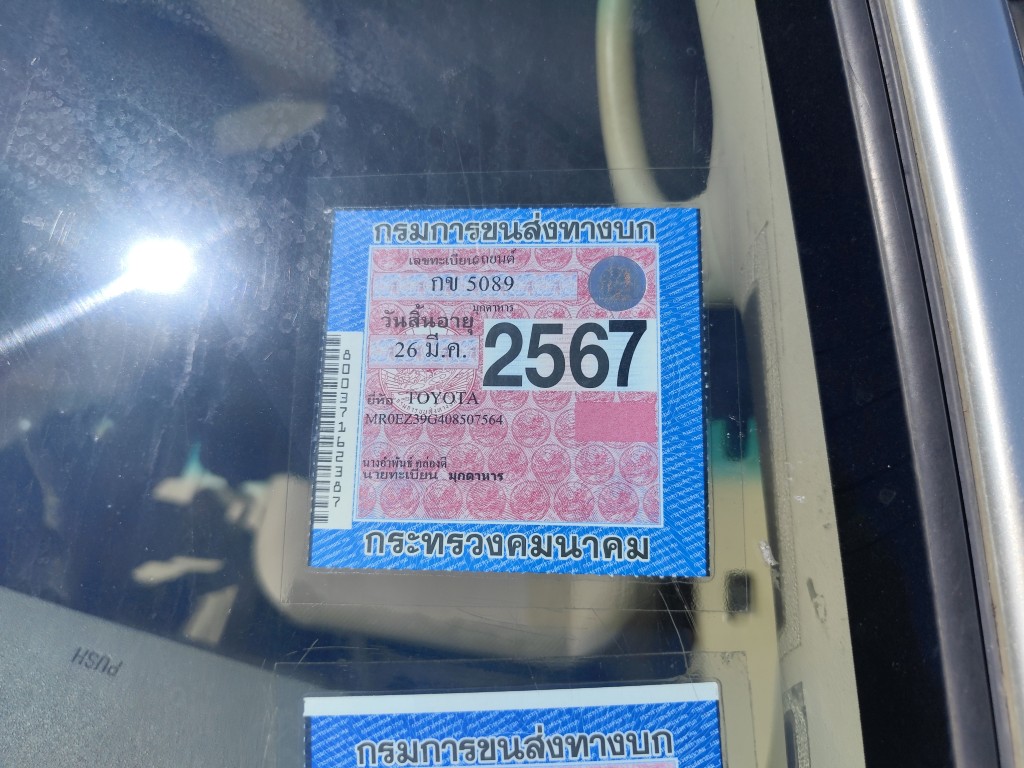 กรมการขนส่งทางบก
เลขทะเบียนรถยนต์
กข 5089
มุกดาหาร
วันสิ้นอายุ
26 มี.ค.
2567
ยี่ห้อ TOYOTA
MR0EZ39G408507564
นายทะเบียน มุกดาหาร
80037162387
กระทรวงคมนาคม
PUSH
กรมการขนส่งทางบก